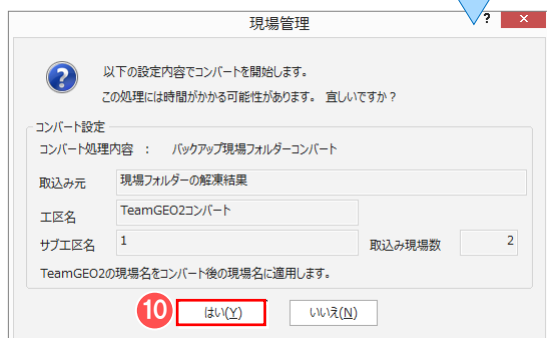 現場管理
? ×
?
以下の設定内容でコンバートを開始します。
この処理には時間がかかる可能性があります。 宜しいですか？
コンバート設定
コンバート処理内容 ： バックアップ現場フォルダーコンバート
取込み元 現場フォルダーの解凍結果
工区名 TeamGEO2コンバート
サブ工区名 1 取込み現場数 2
TeamGEO2の現場名をコンバート後の現場名に適用します。
10 はい(Y) いいえ(N)